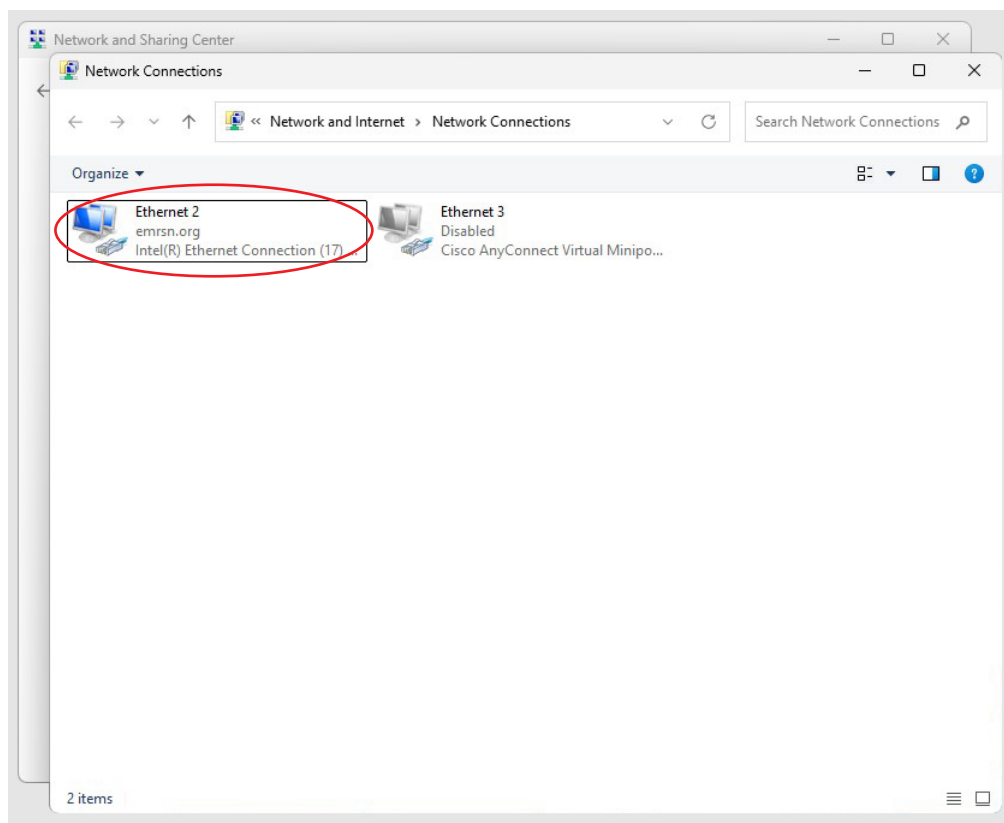 Network and Sharing Center
Network Connections
« Network and Internet > Network Connections
Search Network Connections
Organize
Ethernet 2
emrsn.org
Intel(R) Ethernet Connection (17)...
Ethernet 3
Disabled
Cisco AnyConnect Virtual Minipo...
2 items